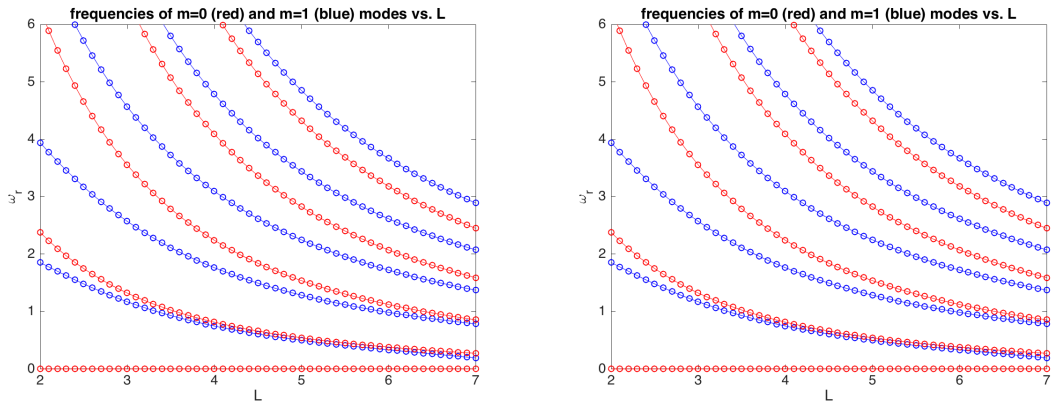 frequencies of m=0 (red) and m=1 (blue) modes vs. L
6
5
4
3
2
1
0
ω_r
2 3 4 5 6 7
L
frequencies of m=0 (red) and m=1 (blue) modes vs. L
6
5
4
3
2
1
0
ω_r
2 3 4 5 6 7
L